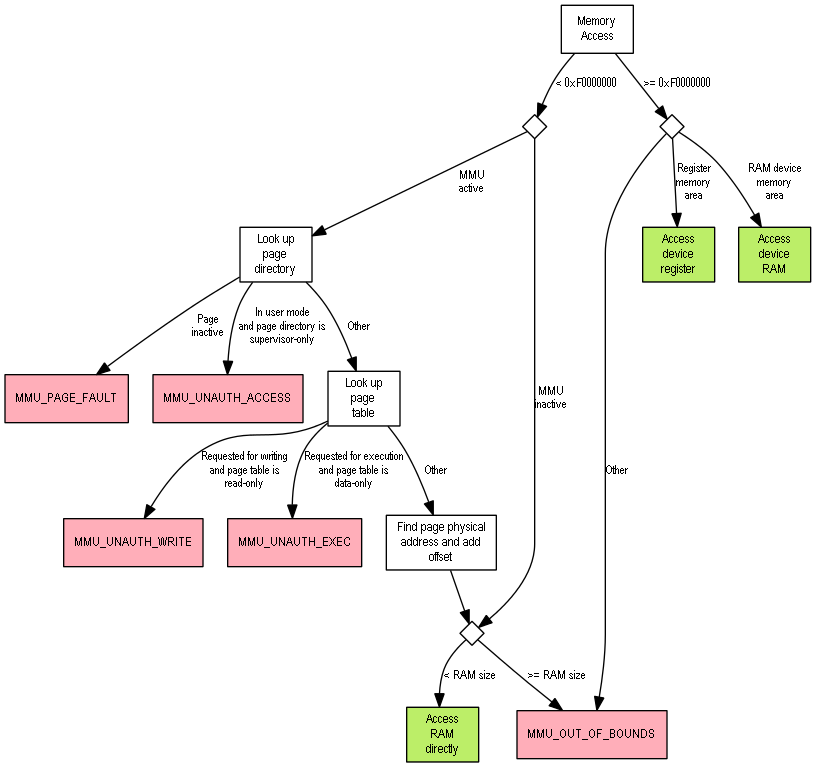 Memory
Access
< 0xF0000000
>= 0xF0000000
MMU
active
Register
memory
area
RAM device
memory
area
Look up
page
directory
Access
device
register
Access
device
RAM
Page
inactive
In user mode
and page directory is
supervisor-only
Other
MMU_PAGE_FAULT
MMU_UNAUTH_ACCESS
Look up
page
table
MMU
inactive
Requested for writing
and page table is
read-only
Requested for execution
and page table is
data-only
Other
Other
MMU_UNAUTH_WRITE
MMU_UNAUTH_EXEC
Find page physical
address and add
offset
< RAM size
>= RAM size
Access
RAM
directly
MMU_OUT_OF_BOUNDS